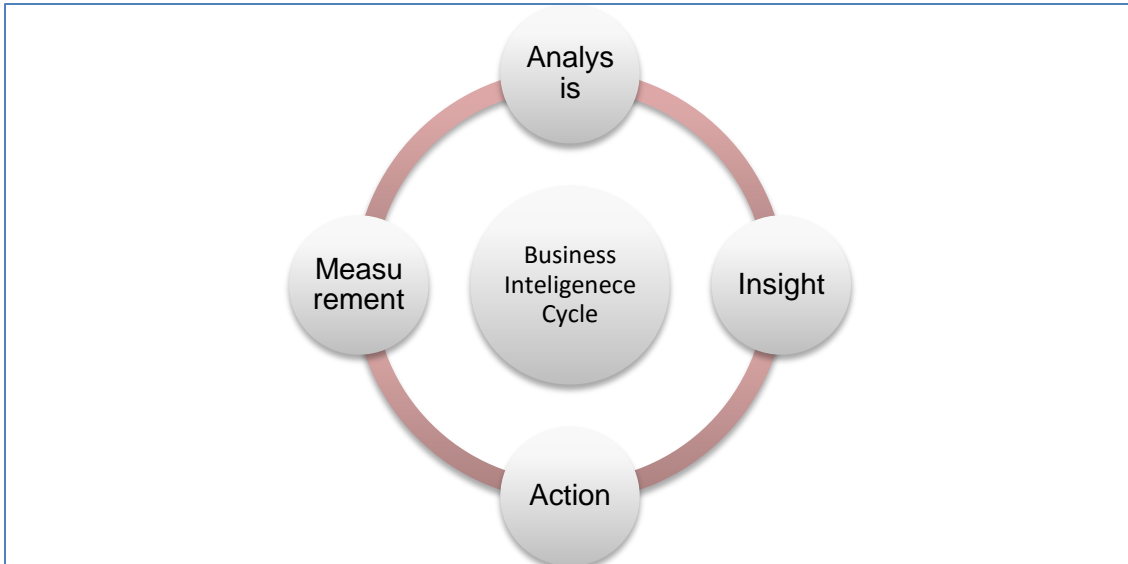 Analys
is
Measu
rement
Business
Inteligenece
Cycle
Insight
Action